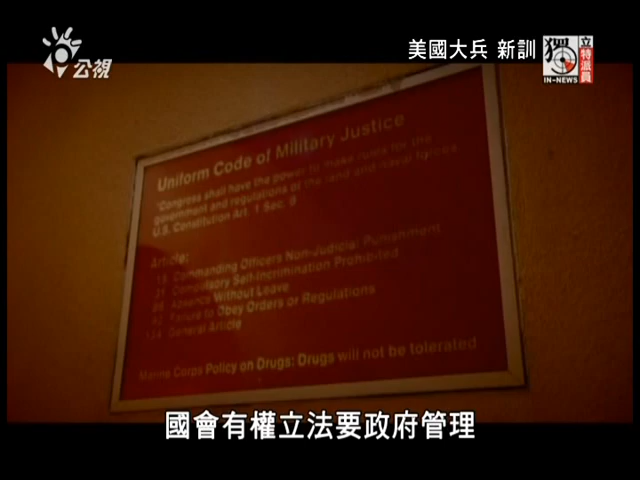 公視
美國大兵 新訓
獨
立特派員
IN-NEWS
Uniform Code of Military Justice
"Congress shall have the power to make rules for the
government and regulations of the land and naval forces
U.S. Constitution Art. 1 Sec. 8
Article:
15 Commanding Officers Non-Judicial Punishment
31 Compulsory Self-Incrimination Prohibited
86 Absence Without Leave
92 Failure to Obey Orders or Regulations
134 General Article
Marine Corps Policy on Drugs: Drugs will not be tolerated
國會有權立法要政府管理